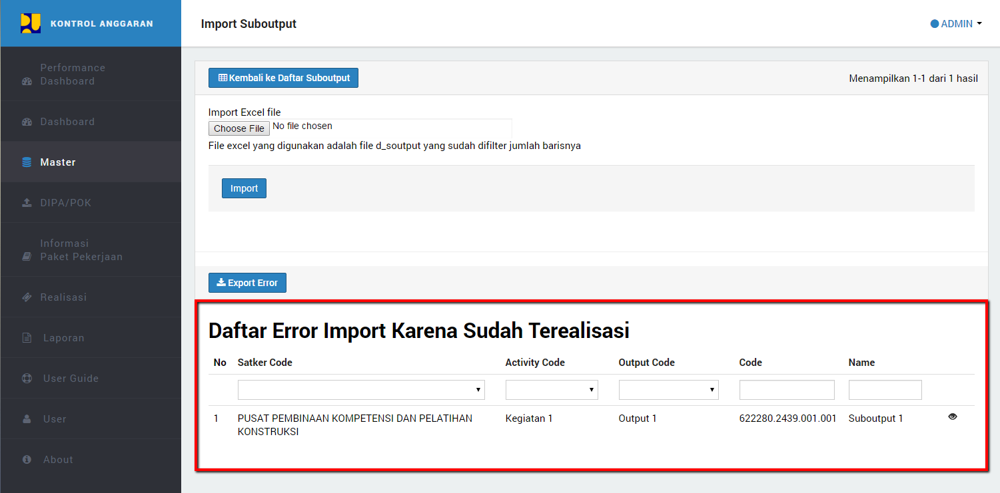 KONTROL ANGGARAN
Import Suboutput
ADMIN
Performance
Dashboard
Dashboard
Master
DIPA/POK
Informasi
Paket Pekerjaan
Realisasi
Laporan
User Guide
User
About
Kembali ke Daftar Suboutput
Menampilkan 1-1 dari 1 hasil
Import Excel file
Choose File No file chosen
File excel yang digunakan adalah file d_soutput yang sudah difilter jumlah barisnya
Import
Export Error
Daftar Error Import Karena Sudah Terealisasi
No Satker Code Activity Code Output Code Code Name
1 PUSAT PEMBINAAN KOMPETENSI DAN PELATIHAN Kegiatan 1 Output 1 622280.2439.001.001 Suboutput 1
KONSTRUKSI